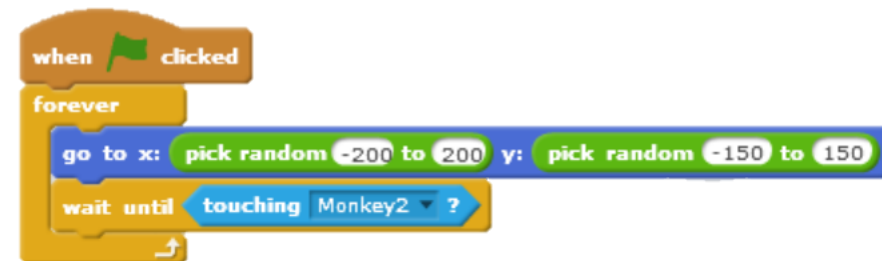 when clicked
forever
go to x: pick random -200 to 200 y: pick random -150 to 150
wait until touching Monkey2 ?